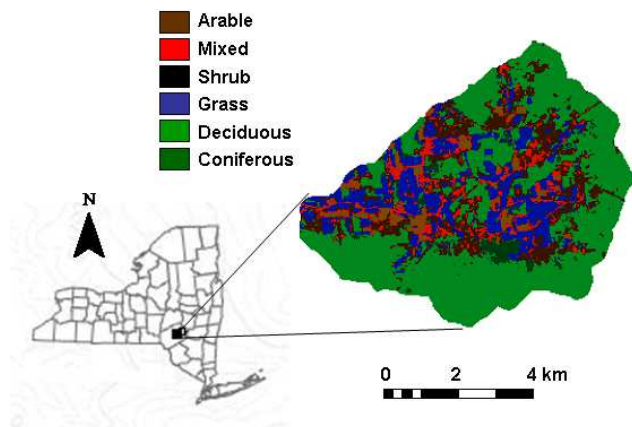 Arable
Mixed
Shrub
Grass
Deciduous
Coniferous
N
0 2 4 km